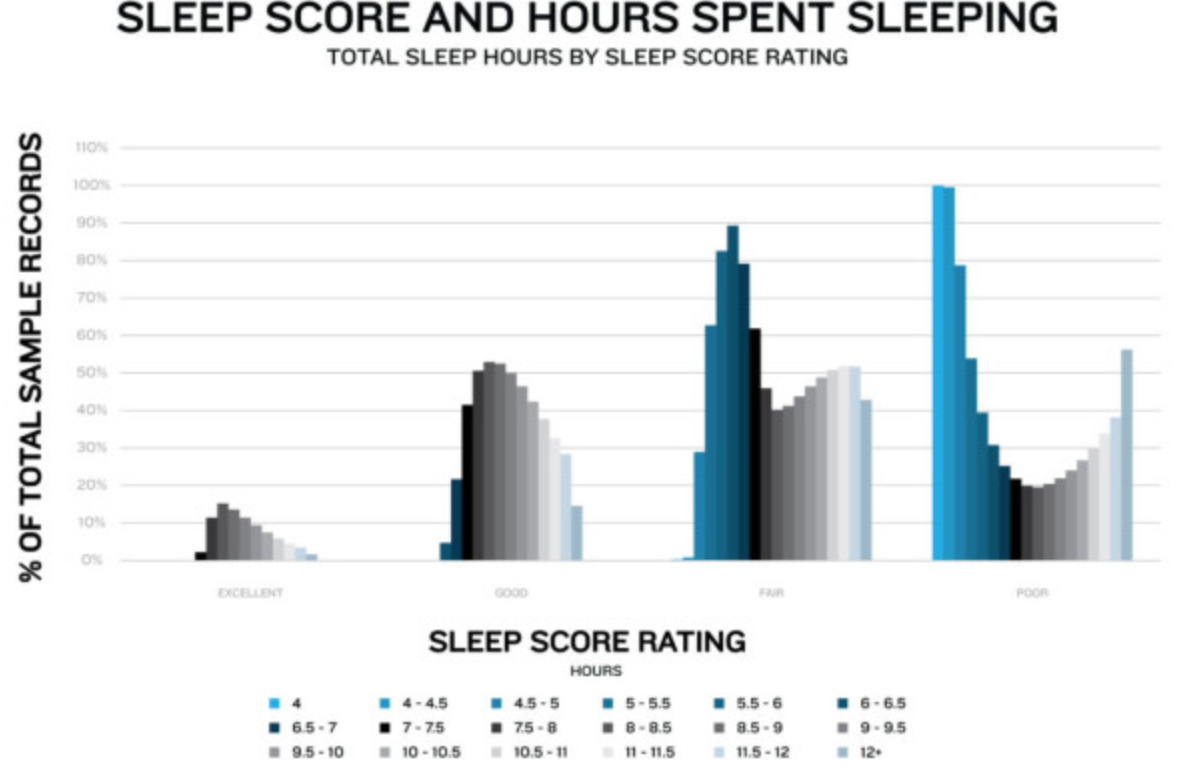 SLEEP SCORE AND HOURS SPENT SLEEPING
TOTAL SLEEP HOURS BY SLEEP SCORE RATING
% OF TOTAL SAMPLE RECORDS
110%
100%
90%
80%
70%
60%
50%
40%
30%
20%
10%
0%
EXCELLENT GOOD FAIR POOR
SLEEP SCORE RATING
HOURS
4 4 - 4.5 4.5 - 5 5 - 5.5 5.5 - 6 6 - 6.5
6.5 - 7 7 - 7.5 7.5 - 8 8 - 8.5 8.5 - 9 9 - 9.5
9.5 - 10 10 - 10.5 10.5 - 11 11 - 11.5 11.5 - 12 12+